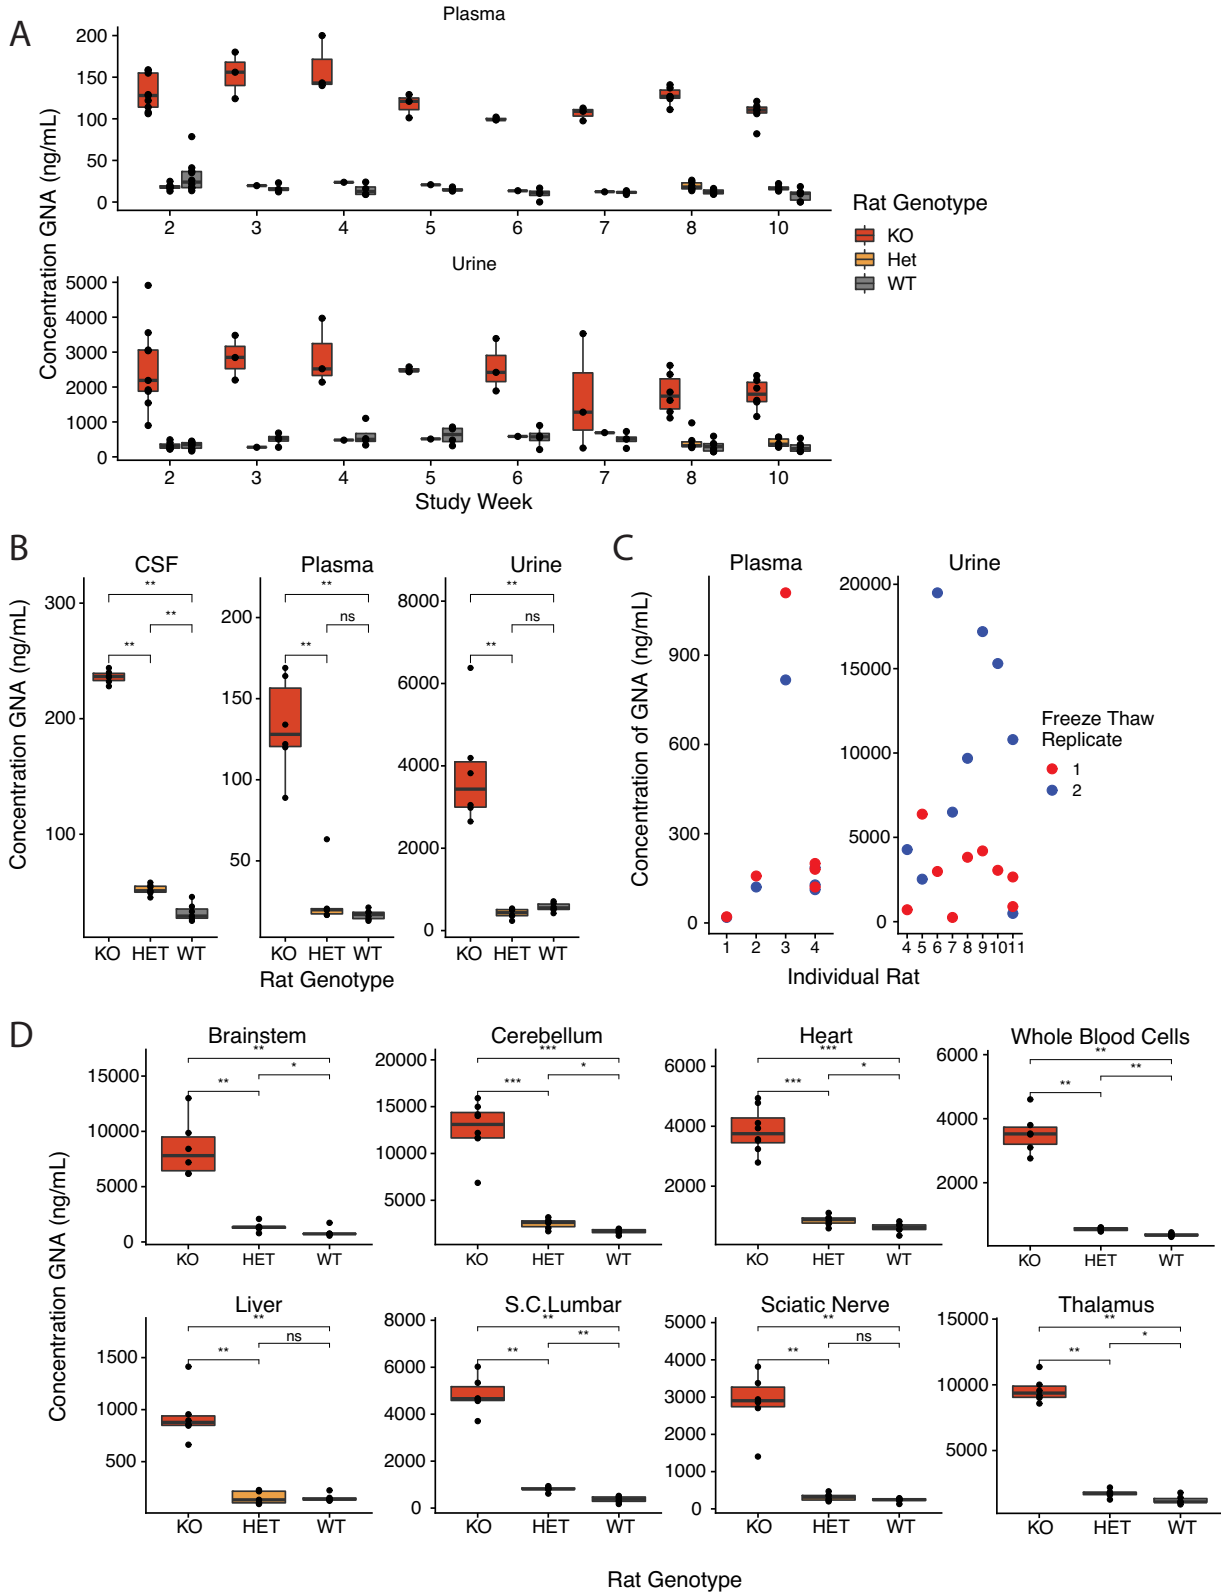 A
Plasma
Concentration GNA (ng/mL)
200
150
100
50
0
2 3 4 5 6 7 8 10
Urine
5000
4000
3000
2000
1000
0
2 3 4 5 6 7 8 10
Study Week
Rat Genotype
KO
Het
WT
B
CSF Plasma Urine
Concentration GNA (ng/mL)
300
200
100
** ** **
KO HET WT
200
150
100
50
** ns **
KO HET WT
8000
6000
4000
2000
0
** ns **
KO HET WT
Rat Genotype
C
Plasma Urine
Concentration of GNA (ng/mL)
900
600
300
0
1 2 3 4
20000
15000
10000
5000
0
4 5 6 7 8 9 10 11
Individual Rat
Freeze Thaw
Replicate
1
2
D
Concentration GNA (ng/mL)
Brainstem
** * **
15000
10000
5000
0
KO HET WT
Cerebellum
*** * ***
20000
15000
10000
5000
KO HET WT
Heart
*** * ***
6000
4000
2000
KO HET WT
Whole Blood Cells
** ** **
6000
4000
2000
KO HET WT
Concentration GNA (ng/mL)
Liver
** ns **
1500
1000
500
KO HET WT
S.C.Lumbar
** ** **
8000
6000
4000
2000
0
KO HET WT
Sciatic Nerve
** ns **
5000
4000
3000
2000
1000
0
KO HET WT
Thalamus
** * **
15000
10000
5000
KO HET WT
Rat Genotype